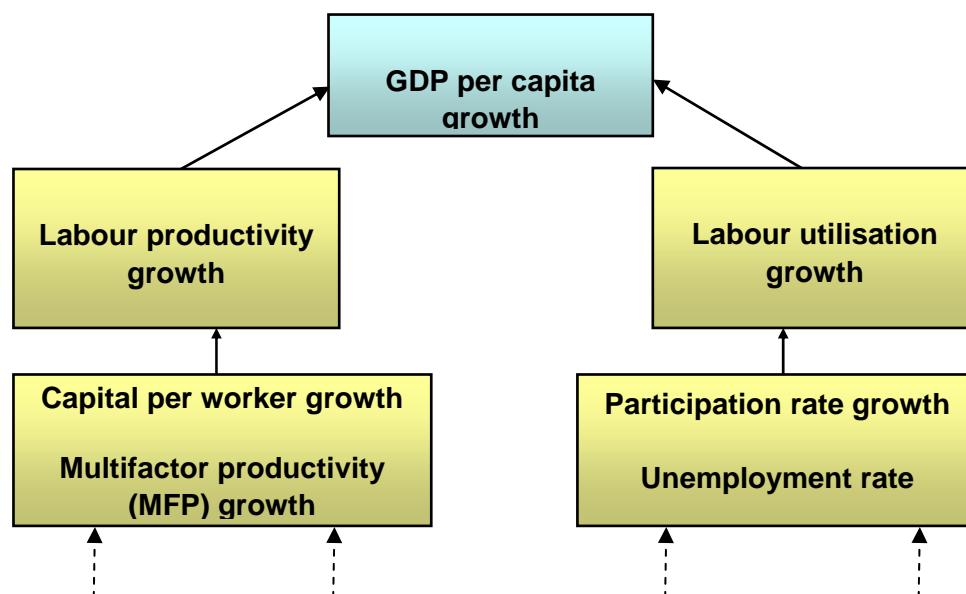 GDP per capita
growth
Labour productivity
growth
Labour utilisation
growth
Capital per worker growth
Multifactor productivity
(MFP) growth
Participation rate growth
Unemployment rate